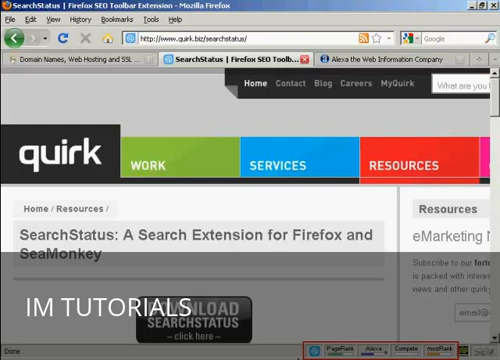 SearchStatus | Firefox SEO Toolbar Extension - Mozilla Firefox
File Edit View History Bookmarks Tools Help
http://www.quirk.biz/searchstatus/
Google
Domain Names, Web Hosting and SSL ...
SearchStatus | Firefox SEO Toolb...
Alexa the Web Information Company
Home Contact Blog Careers MyQuirk
What are you
quirk
WORK
SERVICES
RESOURCES
Home / Resources /
SearchStatus: A Search Extension for Firefox and
SeaMonkey
Resources
eMarketing N
Subscribe to our fort
is packed with interes
views and other quirk
email@
IM TUTORIALS
DOWNLOAD
SEARCHSTATUS
– click here –
Done
PageRank Alexa Compete mozRank